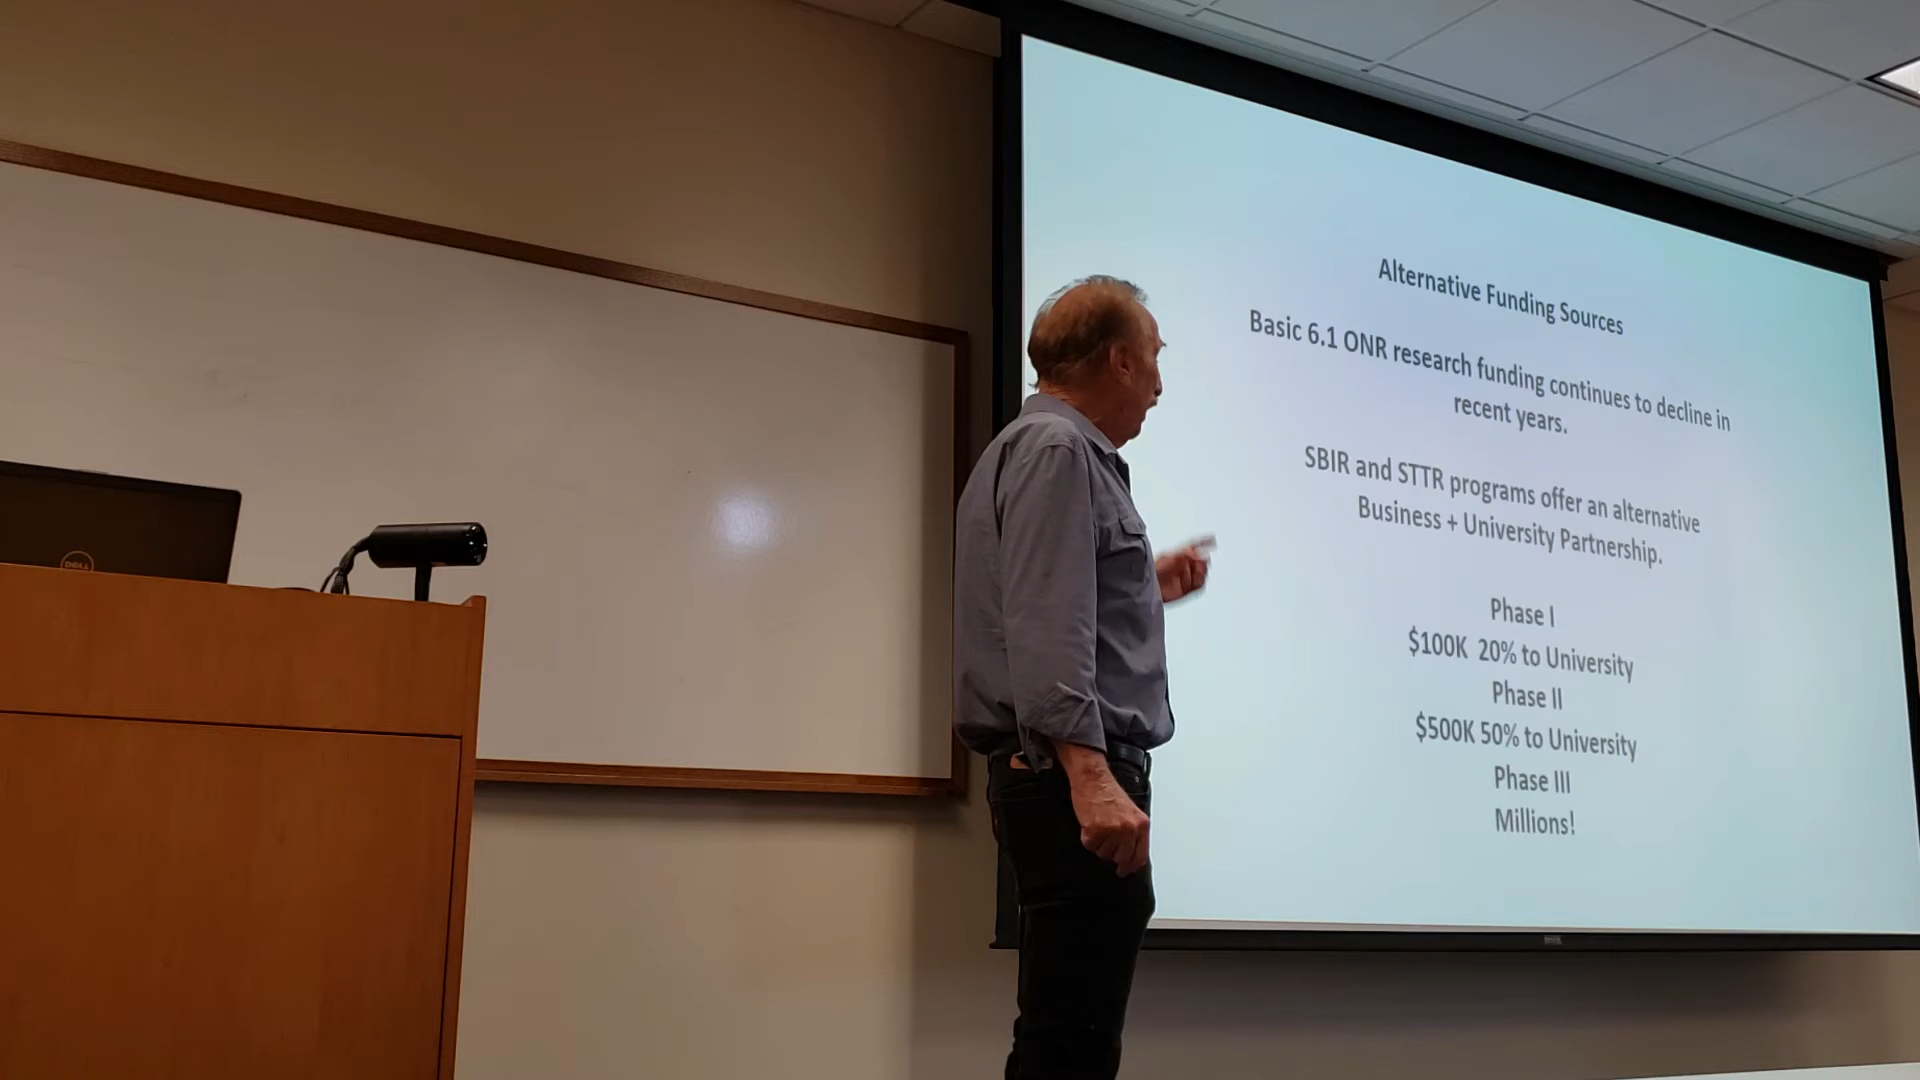 Alternative Funding Sources
Basic 6.1 ONR research funding continues to decline in
recent years.
SBIR and STTR programs offer an alternative
Business + University Partnership.
Phase I
$100K 20% to University
Phase II
$500K 50% to University
Phase III
Millions!
DELL